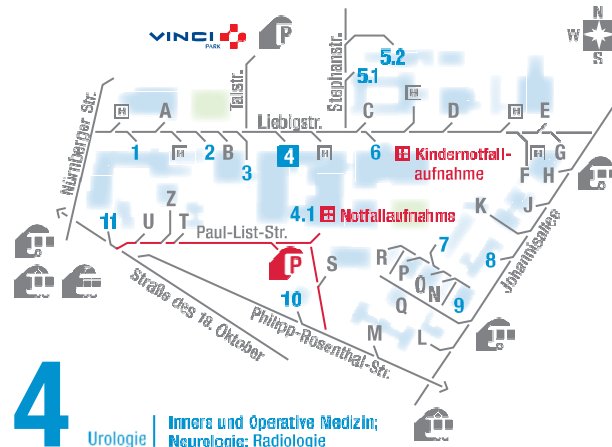 N
W S
VINCI
PARK
P
5.2
5.1
Stephanstr.
Talstr.
Nürnberger Str.
H
A
C
H
D
H
E
Liebigstr.
1
H
2
B
3
4
H
6
Kindernotfall-
aufnahme
F
H
G
H
4.1
Notfallaufnahme
Z
11
U
T
Paul-List-Str.
K
J
Johannisallee
P
S
R
P
O
N
7
8
Q
9
10
Straße des 18. Oktober
Philipp-Rosenthal-Str.
M
L
4
Urologie
Innere und Operative Medizin;
Neurologie; Radiologie